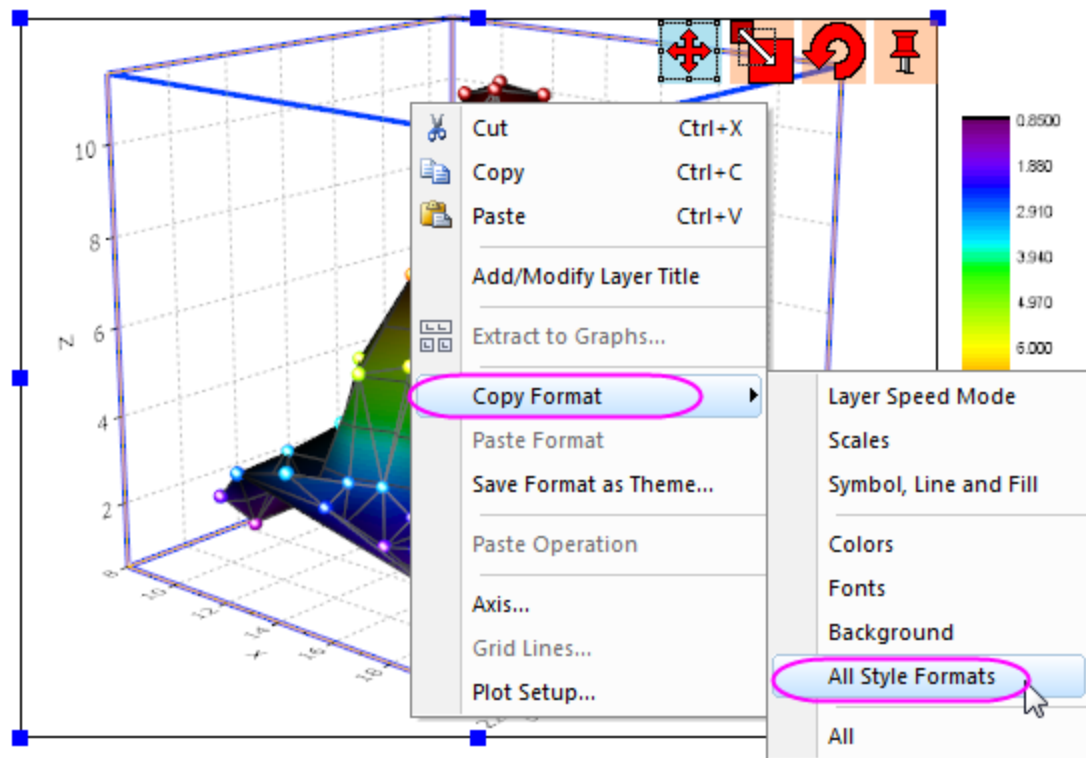 10
8
6
4
2
Z
8
10
12
14
16
18
X
22
Cut Ctrl+X
Copy Ctrl+C
Paste Ctrl+V
Add/Modify Layer Title
Extract to Graphs...
Copy Format
Paste Format
Save Format as Theme...
Paste Operation
Axis...
Grid Lines...
Plot Setup...
Layer Speed Mode
Scales
Symbol, Line and Fill
Colors
Fonts
Background
All Style Formats
All
0.8500
1.880
2.910
3.940
4.970
6.000